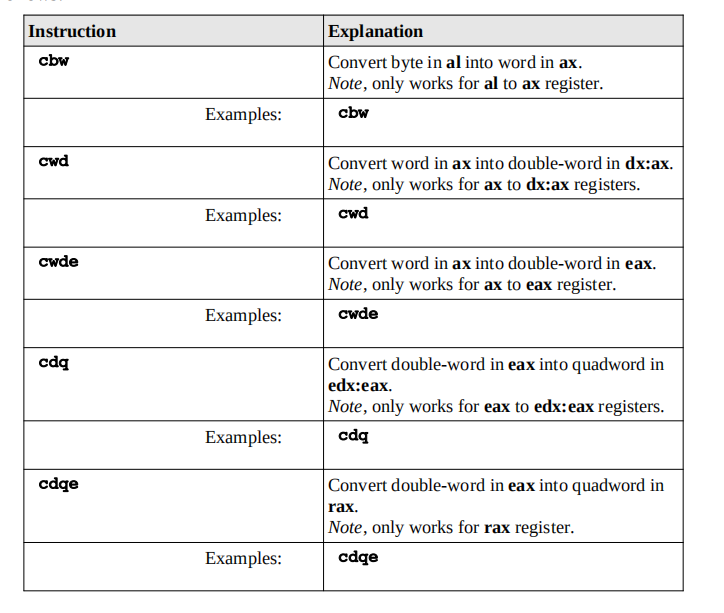 Instruction Explanation
cbw Convert byte in al into word in ax.
Note, only works for al to ax register.
Examples: cbw
cwd Convert word in ax into double-word in dx:ax.
Note, only works for ax to dx:ax registers.
Examples: cwd
cwde Convert word in ax into double-word in eax.
Note, only works for ax to eax register.
Examples: cwde
cdq Convert double-word in eax into quadword in
edx:eax.
Note, only works for eax to edx:eax registers.
Examples: cdq
cdqe Convert double-word in eax into quadword in
rax.
Note, only works for rax register.
Examples: cdqe